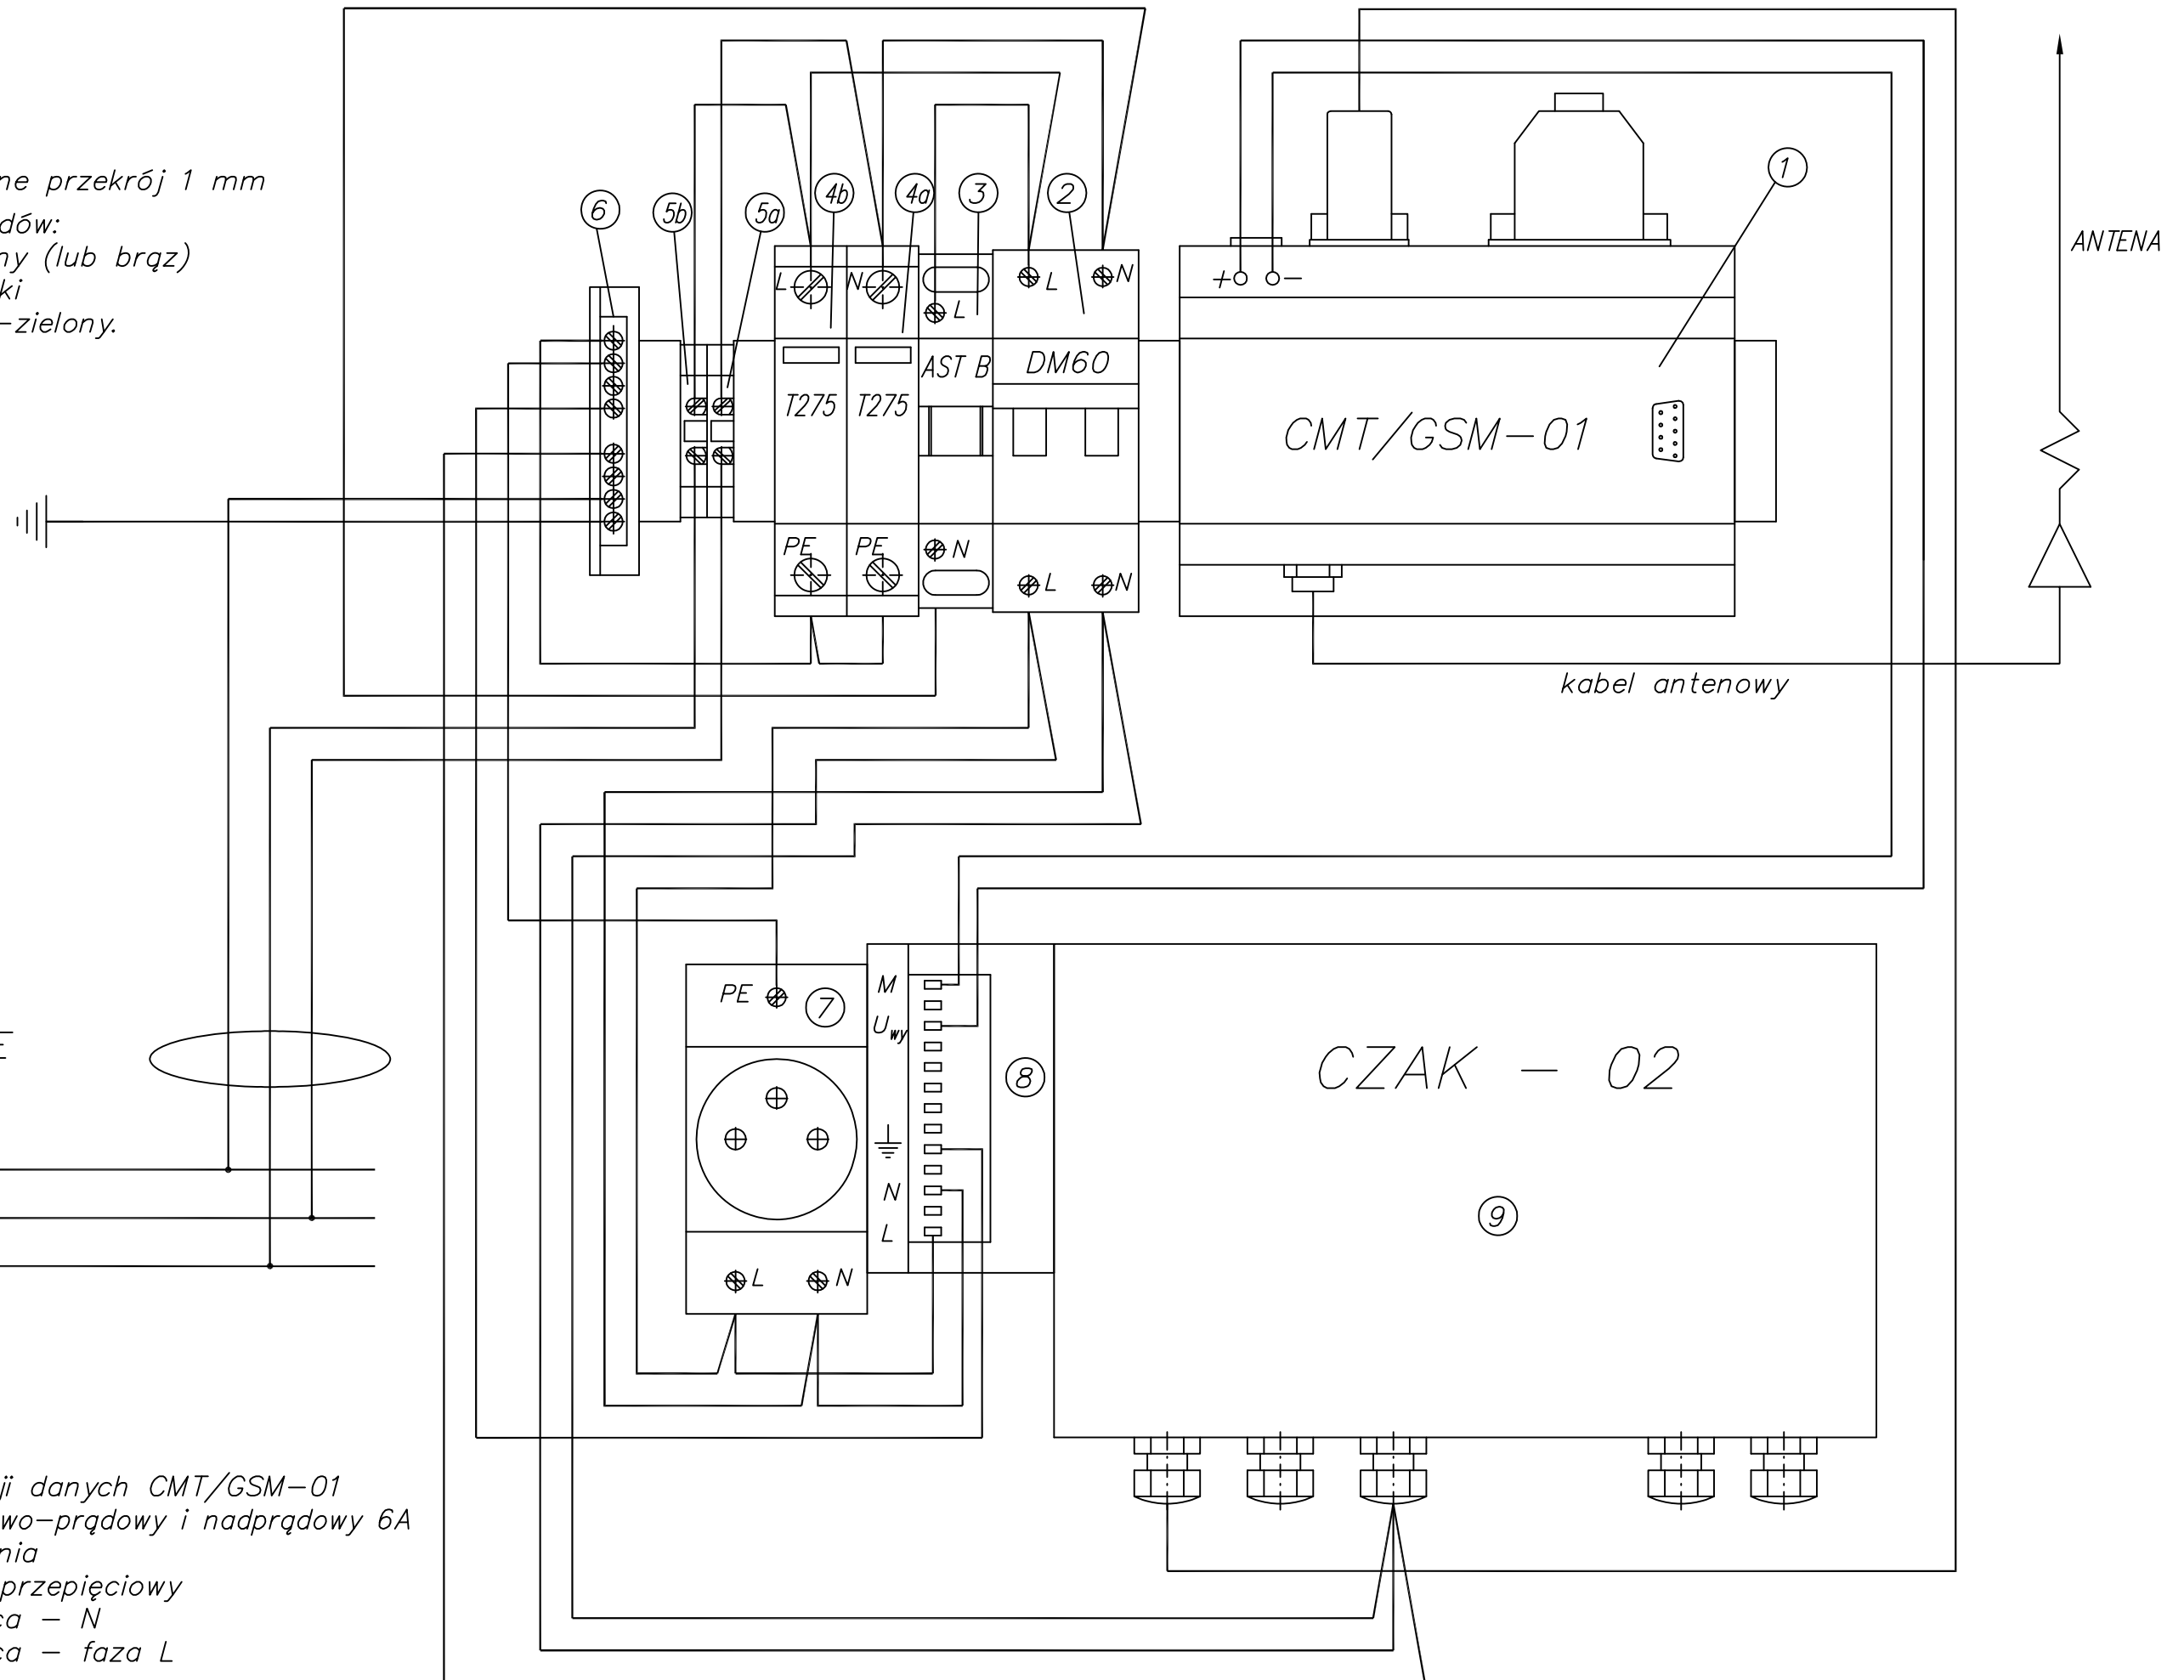 ne przekrój 1 mm
dów:
ny (lub brąz)
ki
-zielony.
6
5b
5a
4b
4a
3
2
1
ANTENA
L
N
L
L
N
+
-
AST B
DM60
T275
T275
CMT/GSM-01
PE
PE
N
L
N
kabel antenowy
PE
7
M
Uwy
8
CZAK - 02
N
9
L
L
N
E
ji danych CMT/GSM-01
wo-prądowy i nadprądowy 6A
nia
przepięciowy
ca - N
ca - faza L